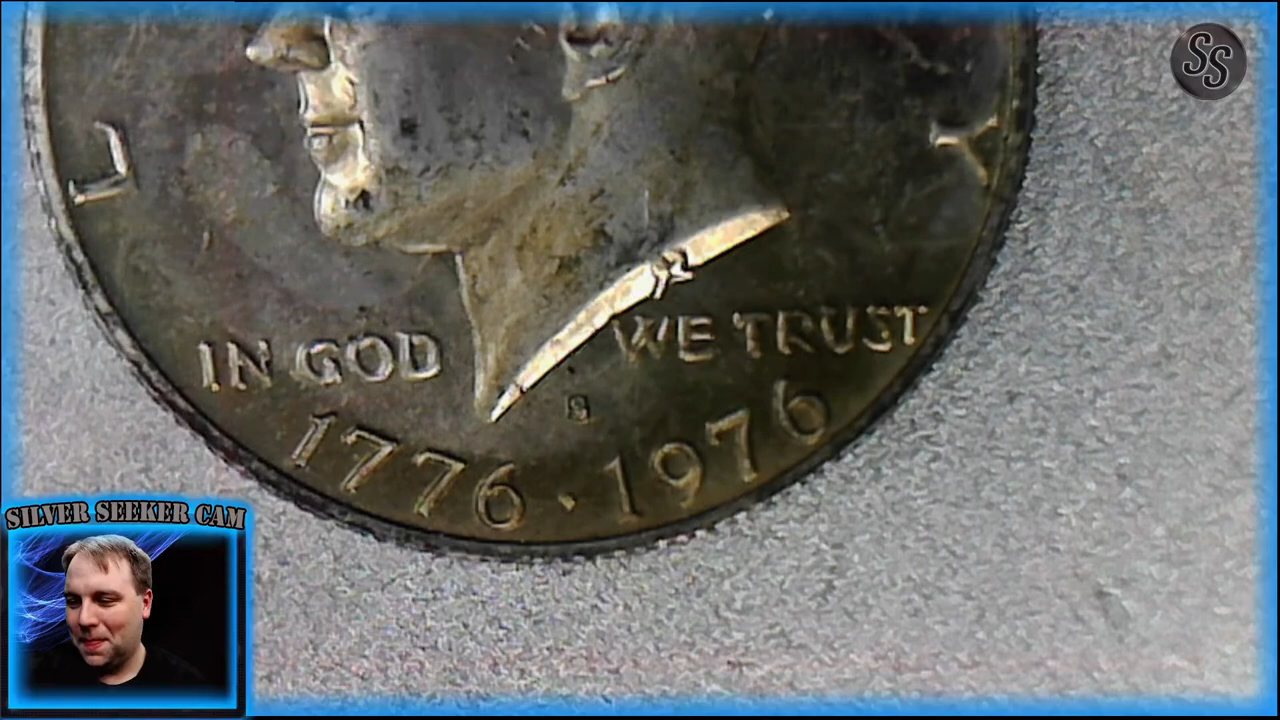 SS
L Y
IN GOD WE TRUST
S
1776 · 1976
SILVER SEEKER CAM